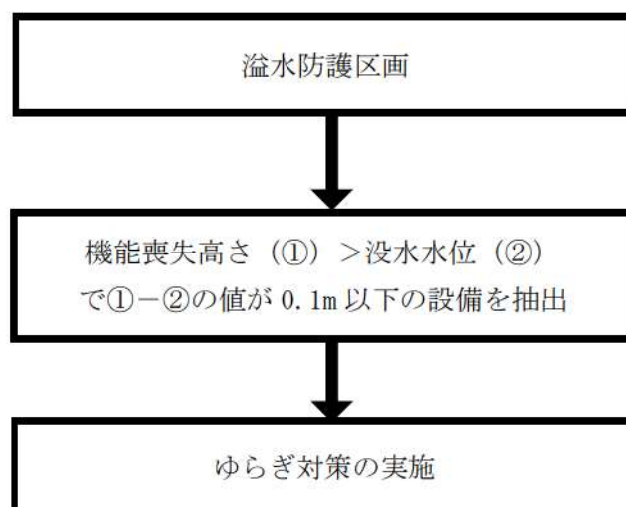 溢水防護区画
機能喪失高さ（①）＞没水水位（②）
で①－②の値が 0.1m 以下の設備を抽出
ゆらぎ対策の実施